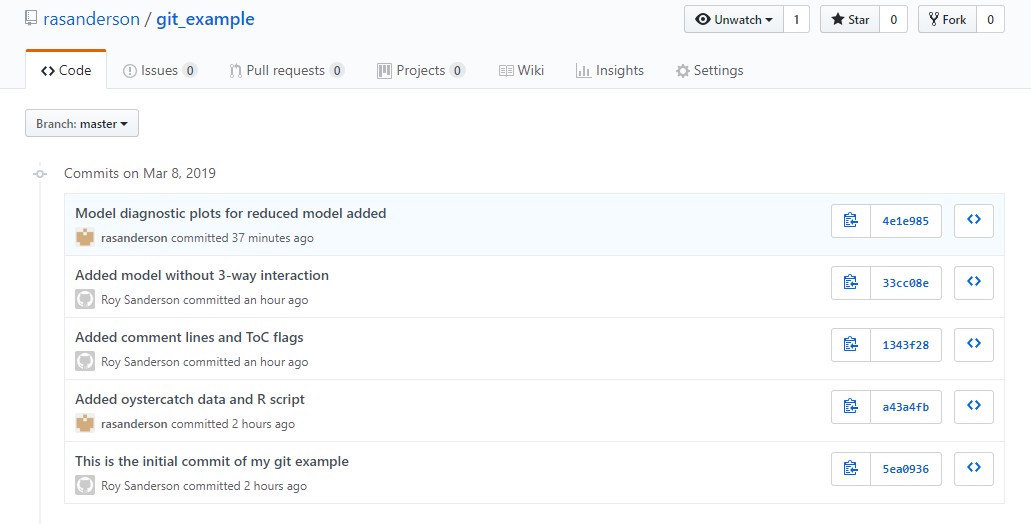 rasanderson / git_example
Unwatch 1 Star 0 Fork 0
Code Issues 0 Pull requests 0 Projects 0 Wiki Insights Settings
Branch: master
Commits on Mar 8, 2019
Model diagnostic plots for reduced model added
rasanderson committed 37 minutes ago
4e1e985
Added model without 3-way interaction
Roy Sanderson committed an hour ago
33cc08e
Added comment lines and ToC flags
Roy Sanderson committed an hour ago
1343f28
Added oystercatch data and R script
rasanderson committed 2 hours ago
a43a4fb
This is the initial commit of my git example
Roy Sanderson committed 2 hours ago
5ea0936